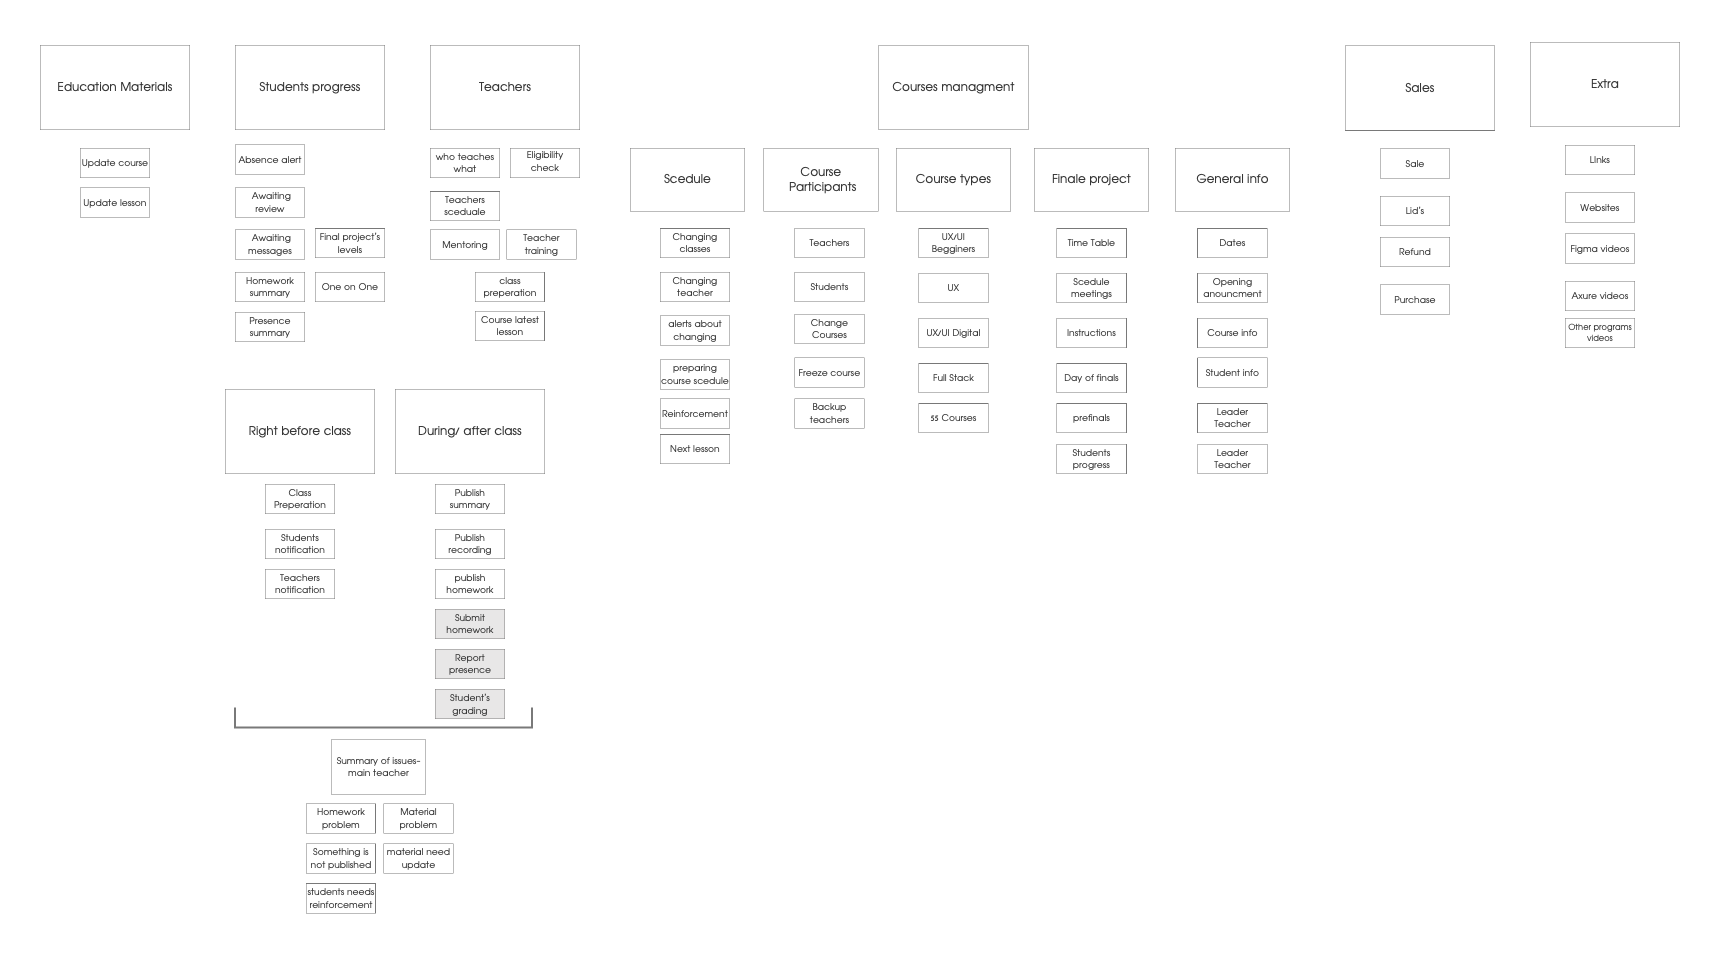 Education Materials
Update course
Update lesson
Students progress
Absence alert
Awaiting
review
Awaiting
messages
Final project's
levels
Homework
summary
One on One
Presence
summary
Teachers
who teaches
what
Eligibility
check
Teachers
sceduale
Mentoring
Teacher
training
class
preperation
Course latest
lesson
Right before class
Class
Preperation
Students
notification
Teachers
notification
During/ after class
Publish
summary
Publish
recording
publish
homework
Submit
homework
Report
presence
Student's
grading
Summary of issues-
main teacher
Homework
problem
Material
problem
Something is
not published
material need
update
students needs
reinforcement
Courses managment
Scedule
Changing
classes
Changing
teacher
alerts about
changing
preparing
course scedule
Reinforcement
Next lesson
Course
Participants
Teachers
Students
Change
Courses
Freeze course
Backup
teachers
Course types
UX/UI
Begginers
UX
UX/UI Digital
Full Stack
55 Courses
Finale project
Time Table
Scedule
meetings
Instructions
Day of finals
prefinals
Students
progress
General info
Dates
Opening
anouncment
Course info
Student info
Leader
Teacher
Leader
Teacher
Sales
Sale
Lid's
Refund
Purchase
Extra
LInks
Websites
Figma videos
Axure videos
Other programs
videos